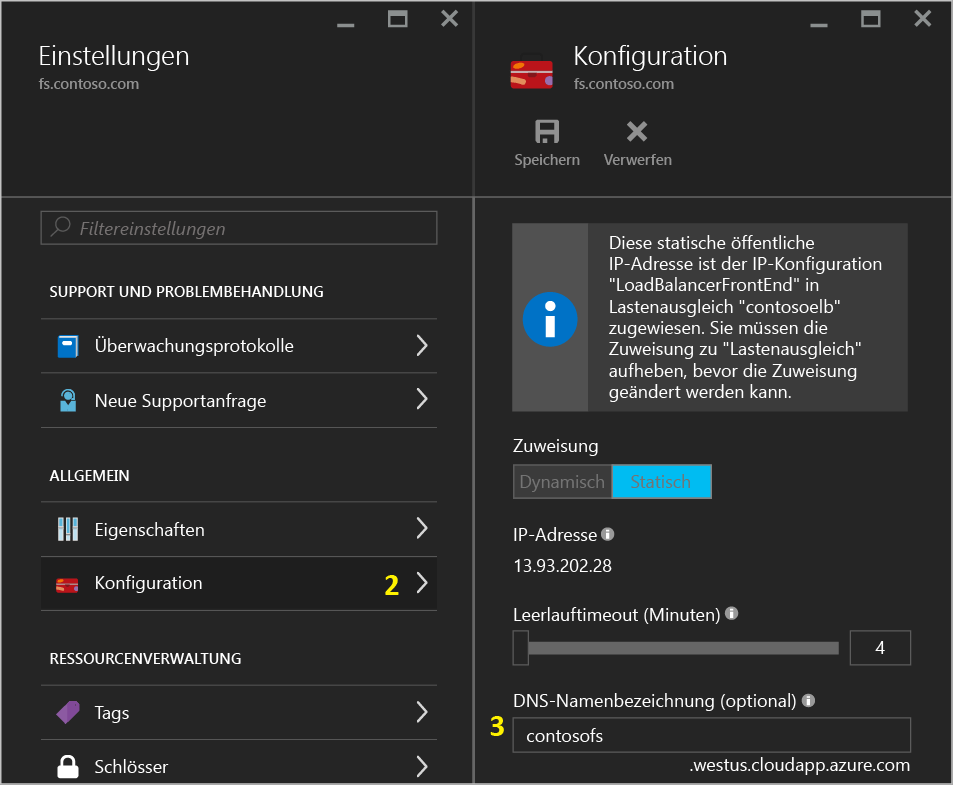 Einstellungen
fs.contoso.com
Filtereinstellungen
SUPPORT UND PROBLEMBEHANDLUNG
Überwachungsprotokolle
Neue Supportanfrage
ALLGEMEIN
Eigenschaften
Konfiguration 2
RESSOURCENVERWALTUNG
Tags
Schlösser
Konfiguration
fs.contoso.com
Speichern Verwerfen
Diese statische öffentliche
IP-Adresse ist der IP-Konfiguration
"LoadBalancerFrontEnd" in
Lastenausgleich "contosoelb"
zugewiesen. Sie müssen die
Zuweisung zu "Lastenausgleich"
aufheben, bevor die Zuweisung
geändert werden kann.
Zuweisung
Dynamisch Statisch
IP-Adresse
13.93.202.28
Leerlauftimeout (Minuten)
4
DNS-Namenbezeichnung (optional)
3 contosofs
.westus.cloudapp.azure.com